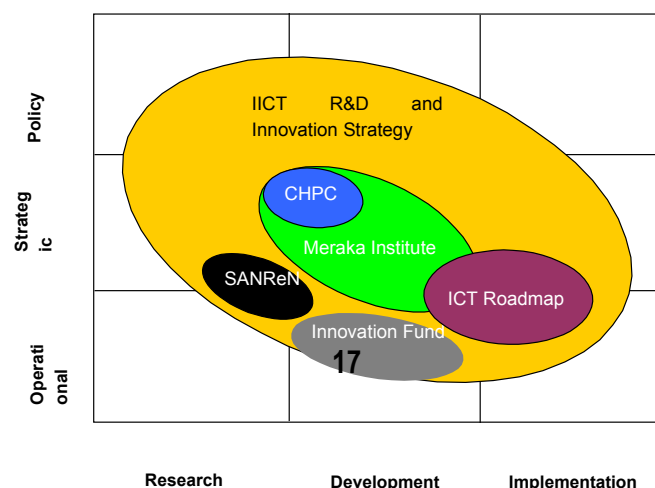 Policy
IICT R&D and
Innovation Strategy
Strateg
ic
CHPC
Meraka Institute
SANReN
ICT Roadmap
Operati
onal
Innovation Fund
17
Research
Development
Implementation